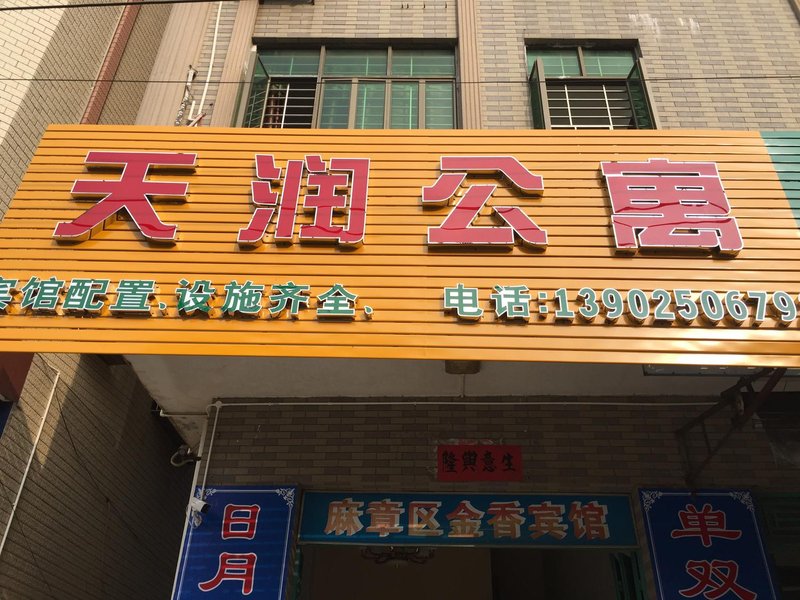 天润公寓
宾馆配置、设施齐全、 电话:1390250679
隆興意生
麻章区金香宾馆
日月
单双